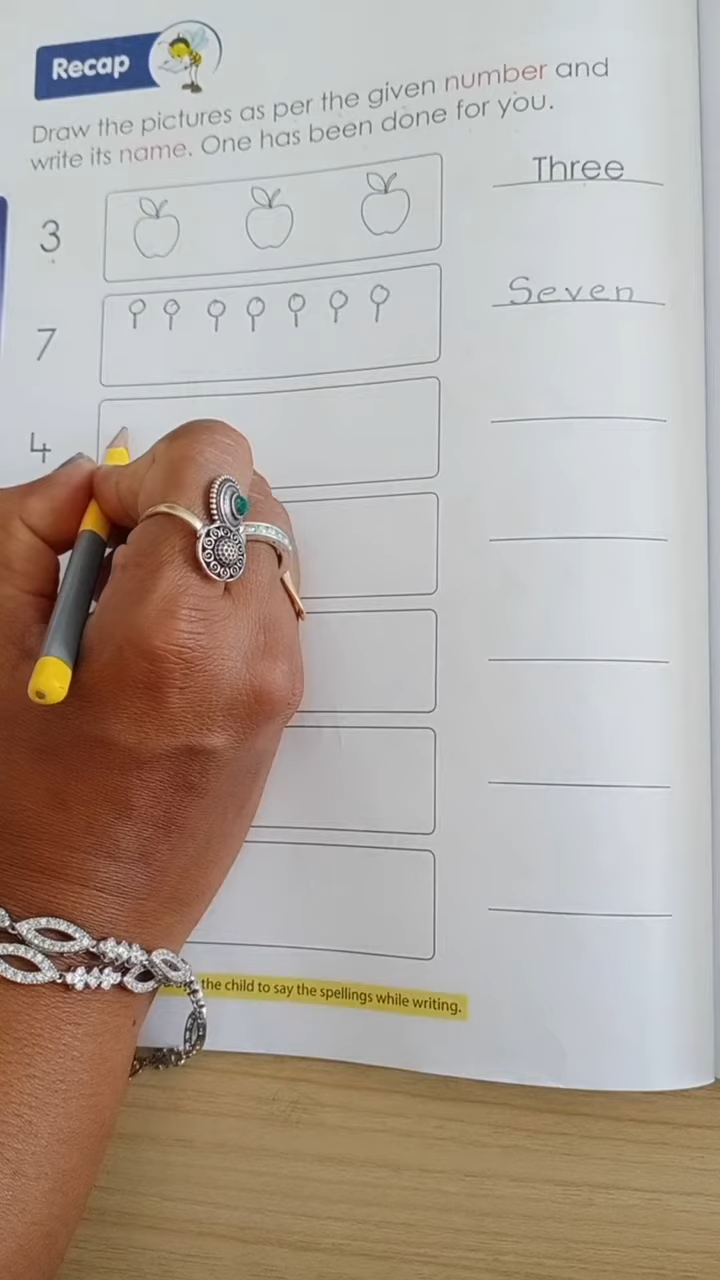 Recap
Draw the pictures as per the given number and
write its name. One has been done for you.
3
Three
7
Seven
4
the child to say the spellings while writing.